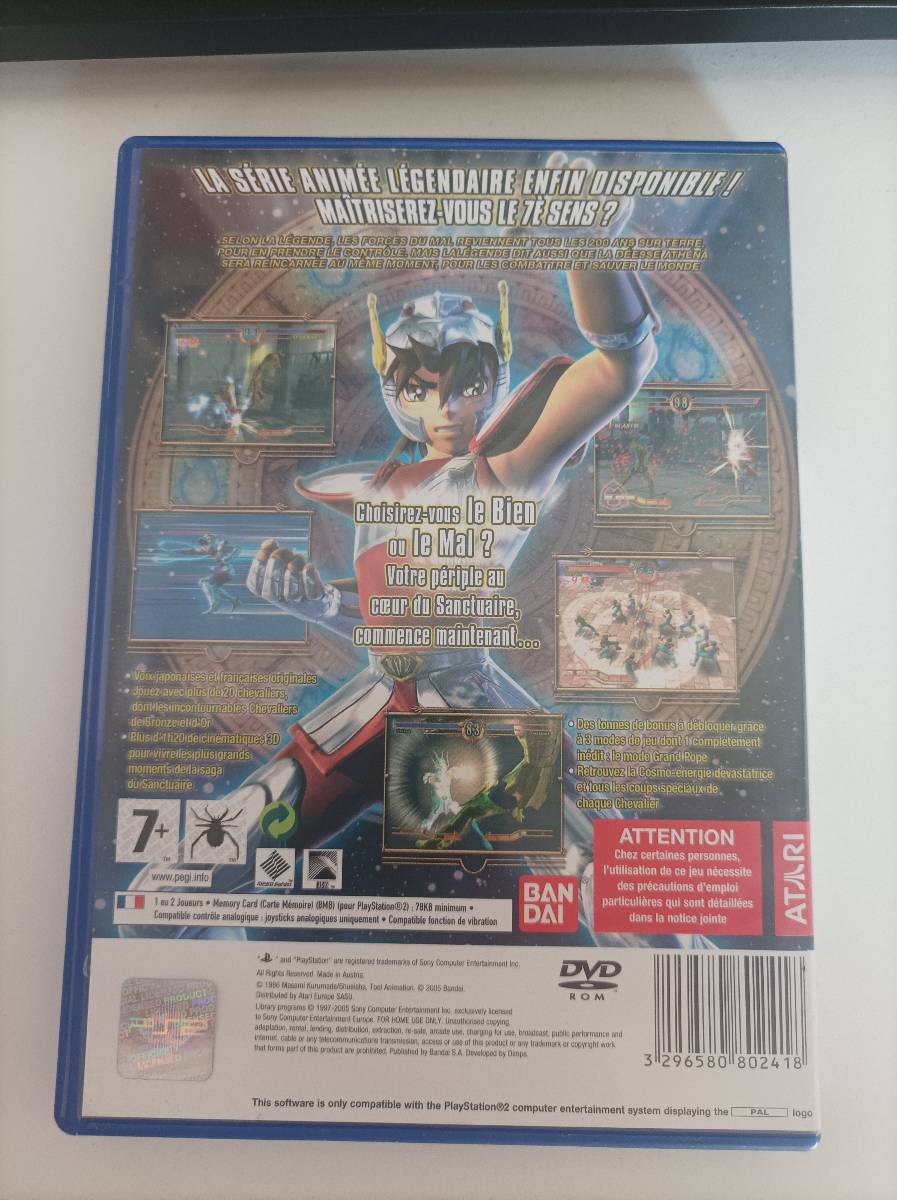 LA SÉRIE ANIMÉE LÉGENDAIRE ENFIN DISPONIBLE !
MAÎTRISEREZ-VOUS LE 7È SENS ?
SELON LA LÉGENDE, LES FORCES DU MAL REVIENNENT TOUS LES 200 ANS SUR TERRE,
POUR EN PRENDRE LE CONTRÔLE. MAIS LA LÉGENDE DIT AUSSI QUE LA DÉESSE ATHÉNA
SERA RÉINCARNÉE AU MÊME MOMENT, POUR LES COMBATTRE ET SAUVER LE MONDE
98
Choisirez-vous le Bien
ou le Mal ?
Votre périple au
cœur du Sanctuaire,
commence maintenant...
83
• Voix japonaises et françaises originales
• Jouez avec plus de 20 chevaliers,
dont les incontournables Chevaliers
de Bronze et d'Or
• Plus d'1h20 de cinématiques 3D
pour vivre les plus grands
moments de la saga
du Sanctuaire
• Des tonnes de bonus à débloquer grâce
à 3 modes de jeu dont 1 complètement
inédit : le mode Grand Pope
• Retrouvez la Cosmo-énergie dévastatrice
et tous les coups spéciaux de
chaque Chevalier
7+
www.pegi.info
BAN
DAI
ATTENTION
Chez certaines personnes,
l'utilisation de ce jeu nécessite
des précautions d'emploi
particulières qui sont détaillées
dans la notice jointe
ATARI
1 ou 2 Joueurs • Memory Card (Carte Mémoire) (8MB) (pour PlayStation®2) : 78KB minimum •
Compatible contrôle analogique : joysticks analogiques uniquement • Compatible fonction de vibration
" " and "PlayStation" are registered trademarks of Sony Computer Entertainment Inc.
All Rights Reserved. Made in Austria.
© 1986 Masami Kurumada/Shueisha, Toei Animation. © 2005 Bandai.
Distributed by Atari Europe SASU.
Library programs © 1997-2005 Sony Computer Entertainment Inc. exclusively licensed
to Sony Computer Entertainment Europe. FOR HOME USE ONLY. Unauthorised copying,
adaptation, rental, lending, distribution, extraction, re-sale, arcade use, charging for use, broadcast, public performance and
internet, cable or any telecommunications transmission, access or use of this product or any trademark or copyright work
that forms part of this product are prohibited. Published by Bandai S.A. Developed by Dimps.
DVD
ROM
3 296580 802418
This software is only compatible with the PlayStation®2 computer entertainment system displaying the PAL logo